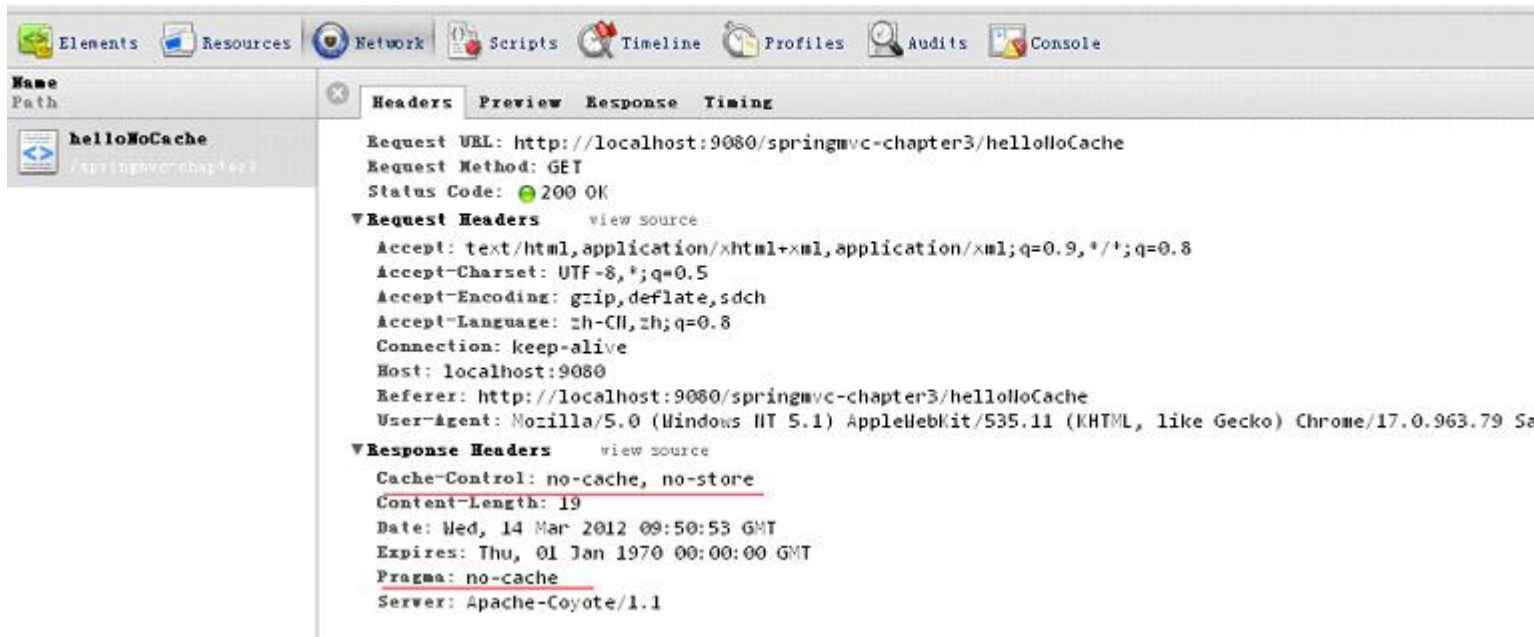 Elements Resources Network Scripts Timeline Profiles Audits Console
Name
Path
Headers Preview Response Timing
helloNoCache
/springmvc-chapter3
Request URL: http://localhost:9080/springmvc-chapter3/helloNoCache
Request Method: GET
Status Code: 200 OK
▼Request Headers view source
Accept: text/html,application/xhtml+xml,application/xml;q=0.9,*/*;q=0.8
Accept-Charset: UTF-8,*;q=0.5
Accept-Encoding: gzip,deflate,sdch
Accept-Language: zh-CN,zh;q=0.8
Connection: keep-alive
Host: localhost:9080
Referer: http://localhost:9080/springmvc-chapter3/helloNoCache
User-Agent: Mozilla/5.0 (Windows NT 5.1) AppleWebKit/535.11 (KHTML, like Gecko) Chrome/17.0.963.79 Sa
▼Response Headers view source
Cache-Control: no-cache, no-store
Content-Length: 19
Date: Wed, 14 Mar 2012 09:50:53 GMT
Expires: Thu, 01 Jan 1970 00:00:00 GMT
Pragma: no-cache
Server: Apache-Coyote/1.1